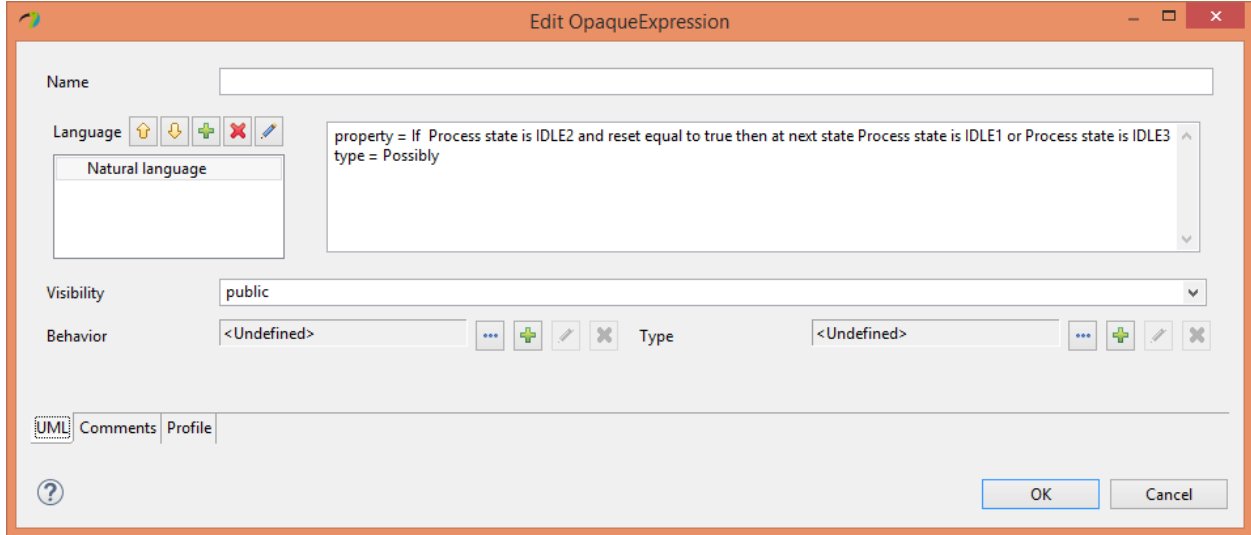 Edit OpaqueExpression
Name
Language
Natural language
property = If  Process state is IDLE2 and reset equal to true then at next state Process state is IDLE1 or Process state is IDLE3
type = Possibly
Visibility
public
Behavior <Undefined> Type <Undefined>
UML Comments Profile
OK Cancel